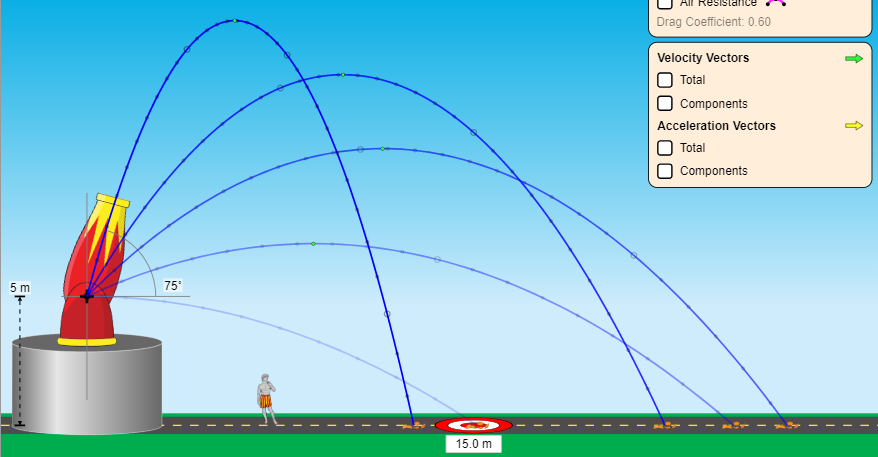 Air Resistance
Drag Coefficient: 0.60
Velocity Vectors
Total
Components
Acceleration Vectors
Total
Components
75°
5 m
15.0 m